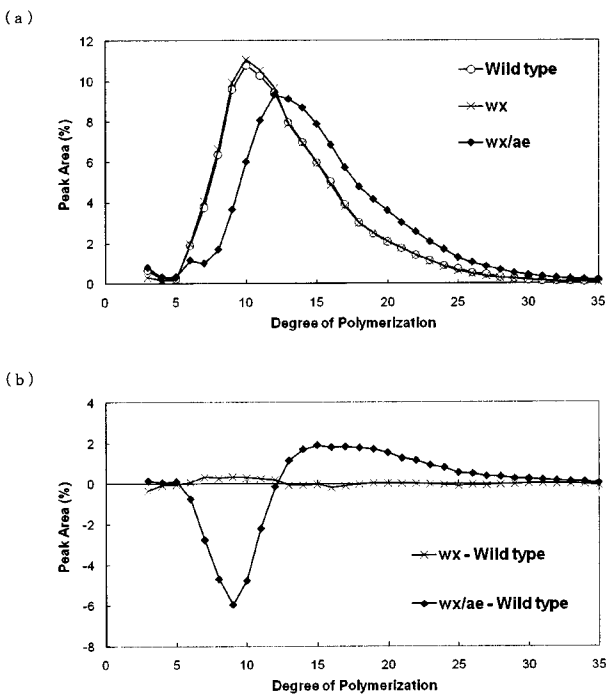 (a)
12
10
8
6
4
2
0
Peak Area (%)
Wild type
wx
wx/ae
0 5 10 15 20 25 30 35
Degree of Polymerization
(b)
4
2
0
-2
-4
-6
-8
Peak Area (%)
wx - Wild type
wx/ae - Wild type
0 5 10 15 20 25 30 35
Degree of Polymerization